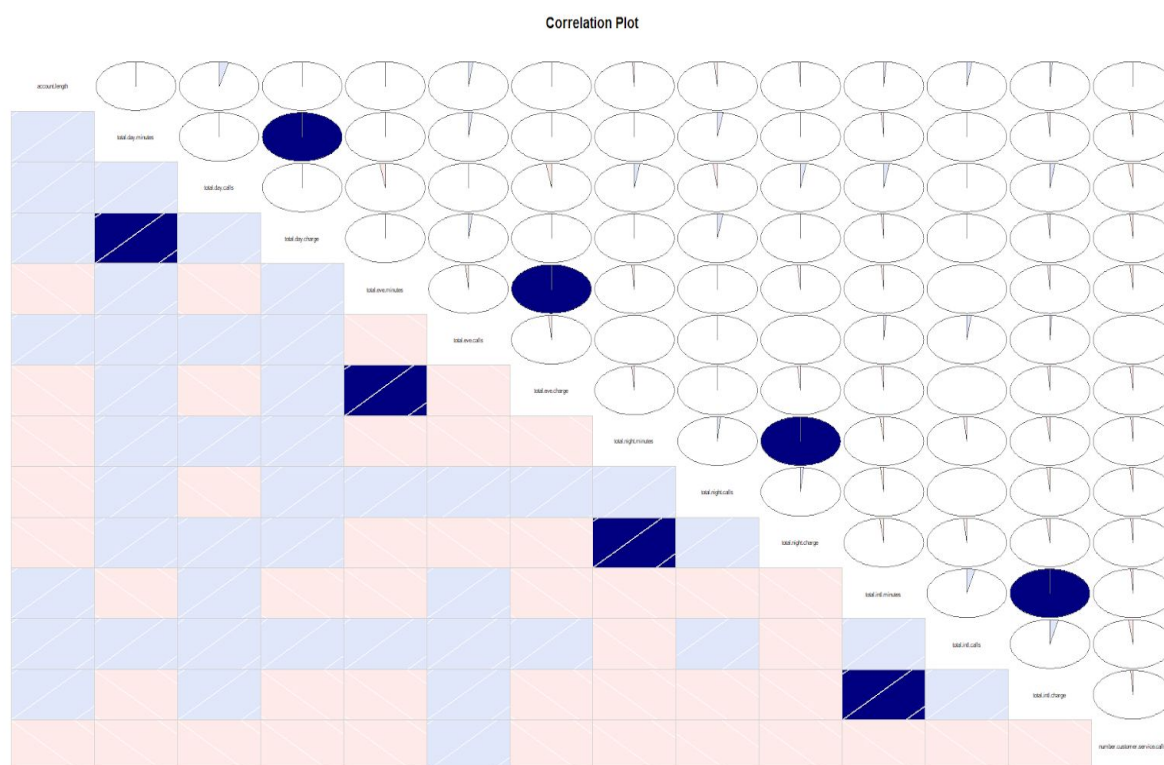 Correlation Plot
account.length
total.day.minutes
total.day.calls
total.day.charge
total.eve.minutes
total.eve.calls
total.eve.charge
total.night.minutes
total.night.calls
total.night.charge
total.intl.minutes
total.intl.calls
total.intl.charge
number.customer.service.calls